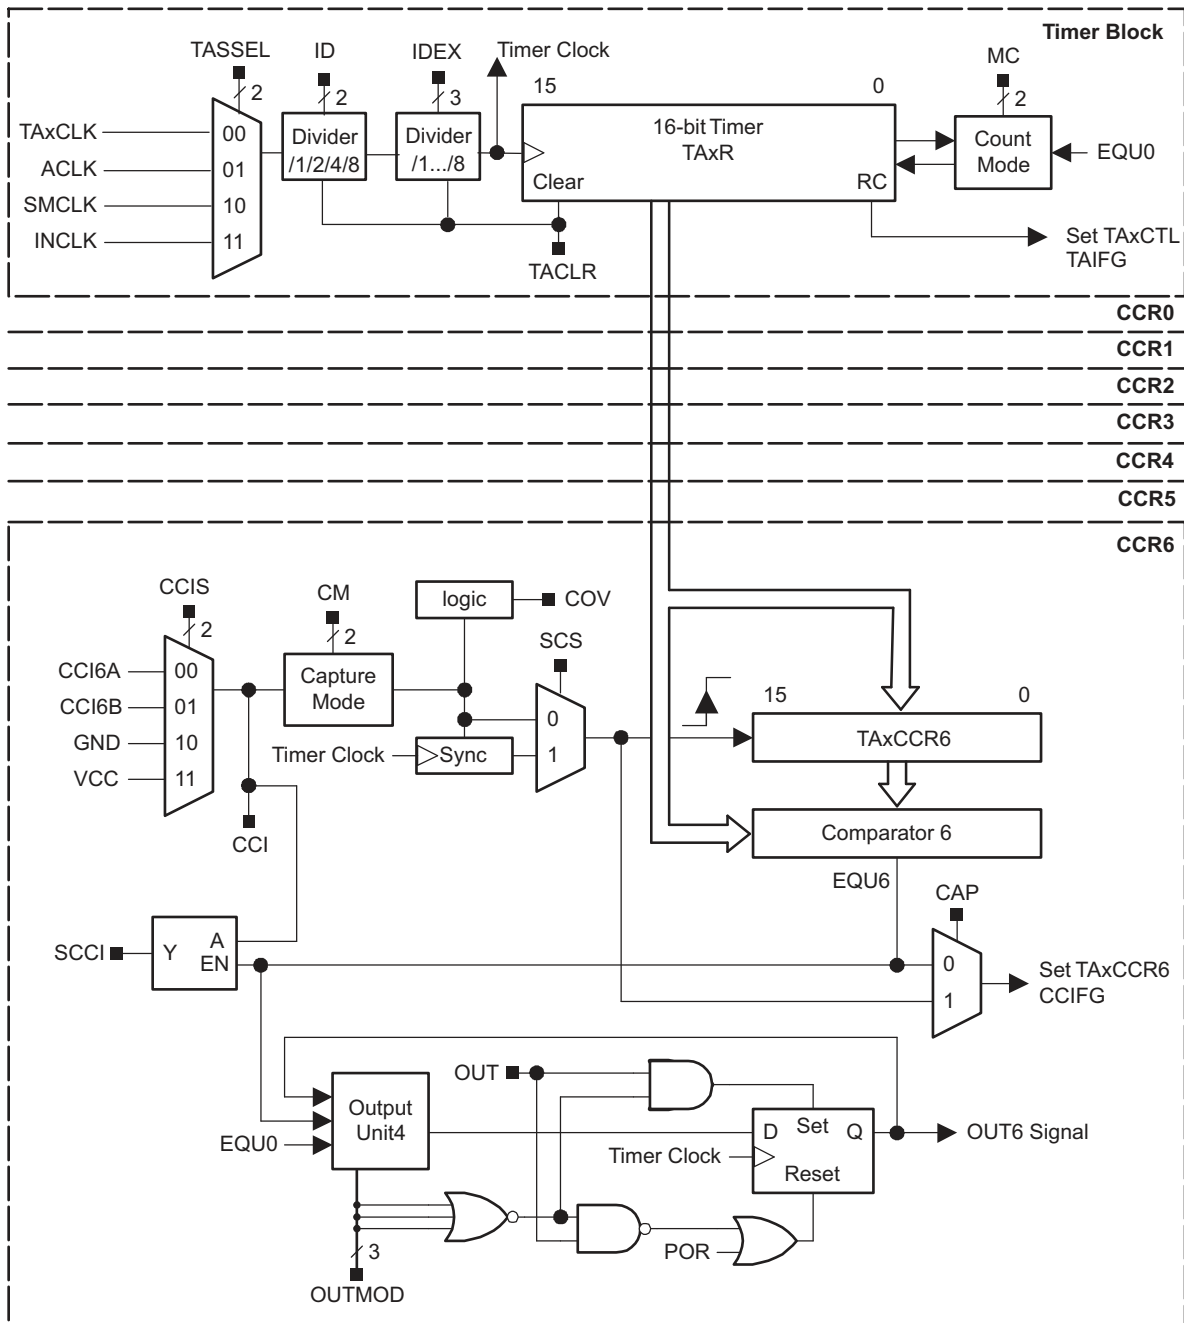 Timer Block
TASSEL
ID
IDEX
Timer Clock
MC
2
2
3
15
0
2
TAxCLK
00
ACLK
01
SMCLK
10
INCLK
11
Divider
/1/2/4/8
Divider
/1.../8
16-bit Timer
TAxR
Clear
RC
Count
Mode
EQU0
TACLR
Set TAxCTL
TAIFG
CCR0
CCR1
CCR2
CCR3
CCR4
CCR5
CCR6
CCIS
2
CM
2
logic
COV
SCS
CCI6A
00
CCI6B
01
GND
10
VCC
11
Capture
Mode
0
1
Timer Clock
Sync
15
0
TAxCCR6
CCI
Comparator 6
EQU6
CAP
SCCI
Y
A
EN
0
1
Set TAxCCR6
CCIFG
OUT
Output
Unit4
EQU0
D
Set
Q
OUT6 Signal
Timer Clock
Reset
POR
3
OUTMOD